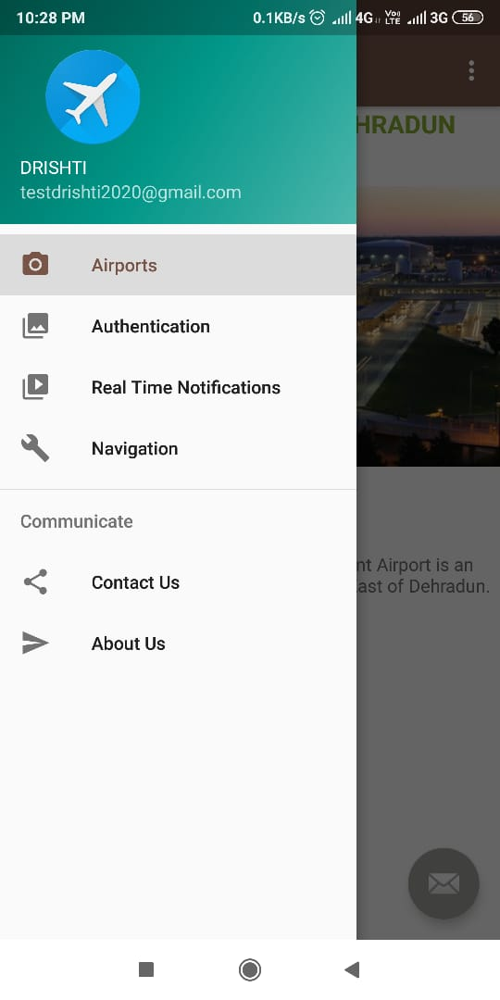 10:28 PM 0.1KB/s 4G Vo) LTE 3G 56
HRADUN
DRISHTI
testdrishti2020@gmail.com
Airports
Authentication
Real Time Notifications
Navigation
Communicate
nt Airport is an
ast of Dehradun.
Contact Us
About Us